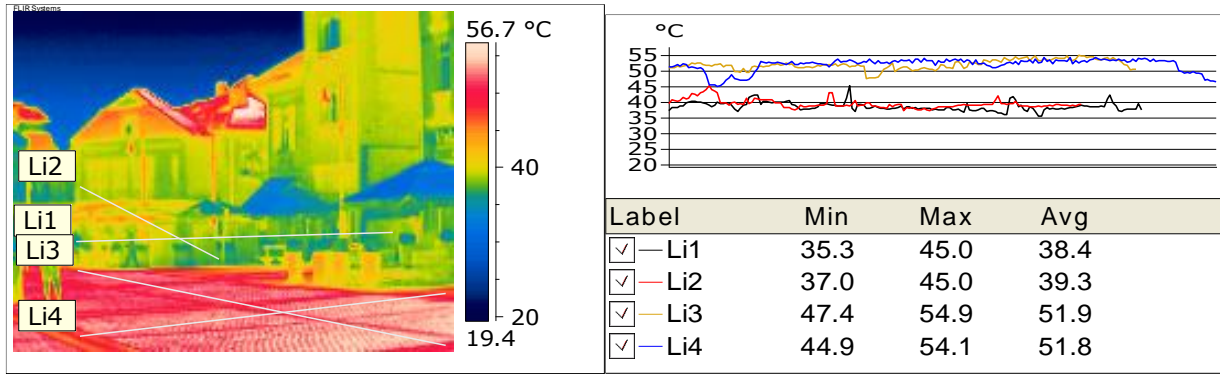 FLIR Systems
56.7 °C
40
20
19.4
Li2
Li1
Li3
Li4
°C
55
50
45
40
35
30
25
20
Label Min Max Avg
Li1 35.3 45.0 38.4
Li2 37.0 45.0 39.3
Li3 47.4 54.9 51.9
Li4 44.9 54.1 51.8